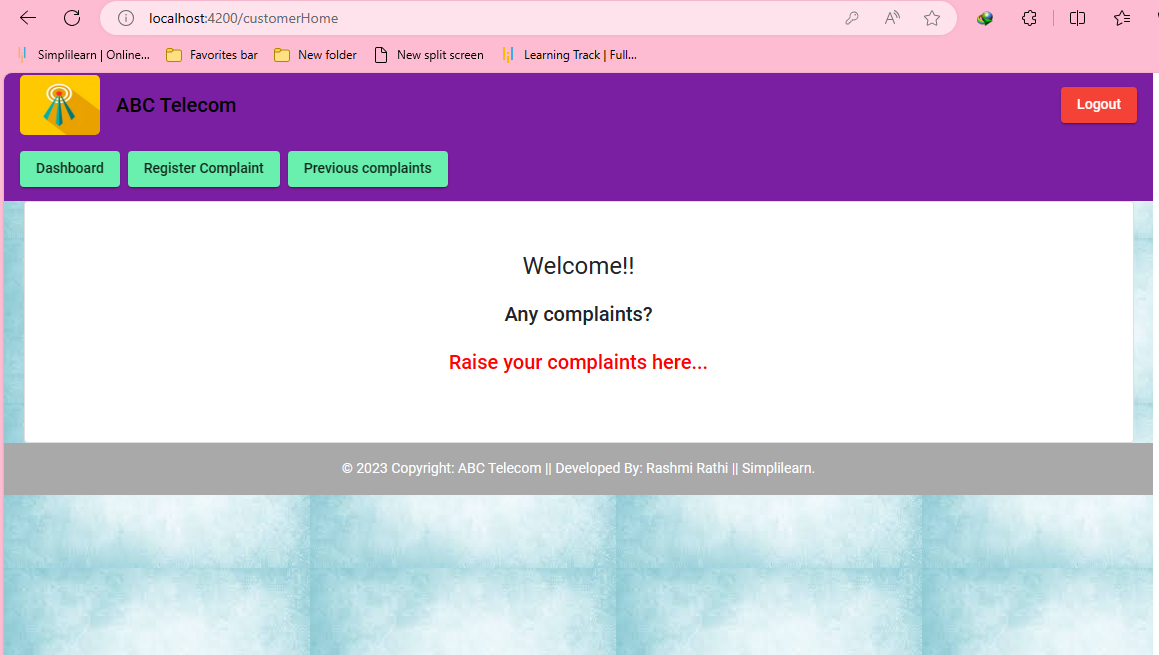 localhost:4200/customerHome
Simplilearn | Online... Favorites bar New folder New split screen Learning Track | Full...
ABC Telecom
Logout
Dashboard Register Complaint Previous complaints
Welcome!!
Any complaints?
Raise your complaints here...
© 2023 Copyright: ABC Telecom || Developed By: Rashmi Rathi || Simplilearn.